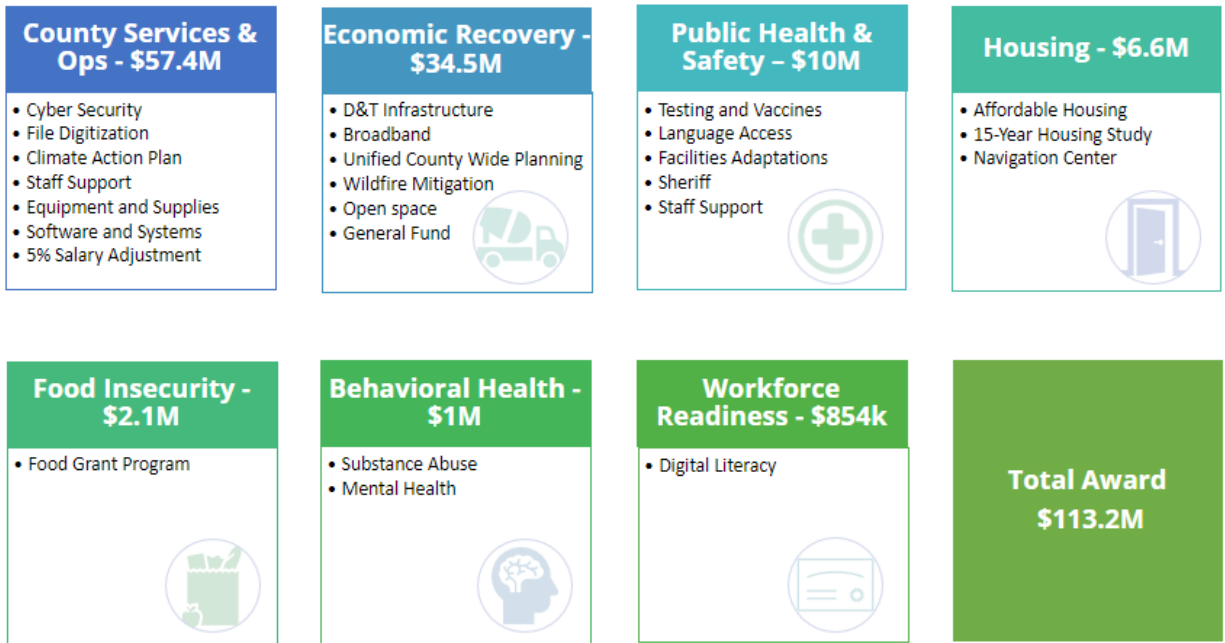 County Services &
Ops - $57.4M
• Cyber Security
• File Digitization
• Climate Action Plan
• Staff Support
• Equipment and Supplies
• Software and Systems
• 5% Salary Adjustment
Economic Recovery -
$34.5M
• D&T Infrastructure
• Broadband
• Unified County Wide Planning
• Wildfire Mitigation
• Open space
• General Fund
Public Health &
Safety – $10M
• Testing and Vaccines
• Language Access
• Facilities Adaptations
• Sheriff
• Staff Support
Housing - $6.6M
• Affordable Housing
• 15-Year Housing Study
• Navigation Center
Food Insecurity -
$2.1M
• Food Grant Program
Behavioral Health -
$1M
• Substance Abuse
• Mental Health
Workforce
Readiness - $854k
• Digital Literacy
Total Award
$113.2M